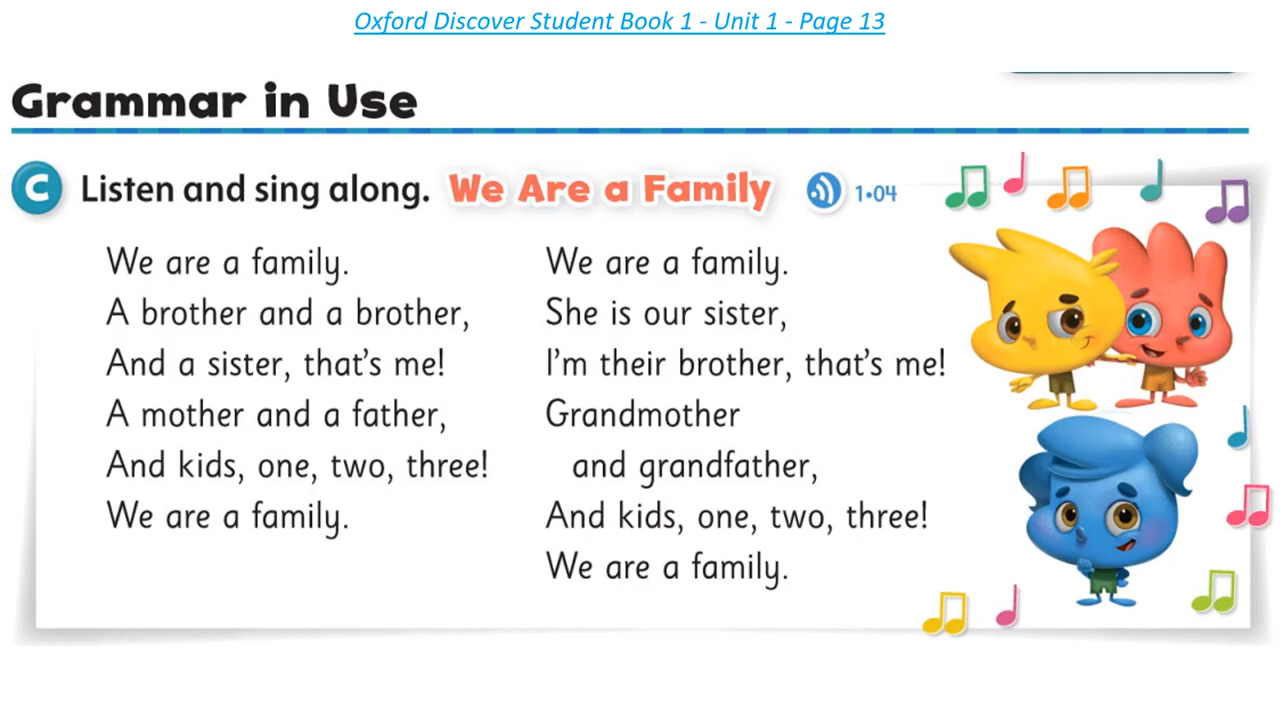 Oxford Discover Student Book 1 - Unit 1 - Page 13
Grammar in Use
C Listen and sing along. We Are a Family 1•04
We are a family.
A brother and a brother,
And a sister, that's me!
A mother and a father,
And kids, one, two, three!
We are a family.
We are a family.
She is our sister,
I'm their brother, that's me!
Grandmother
and grandfather,
And kids, one, two, three!
We are a family.